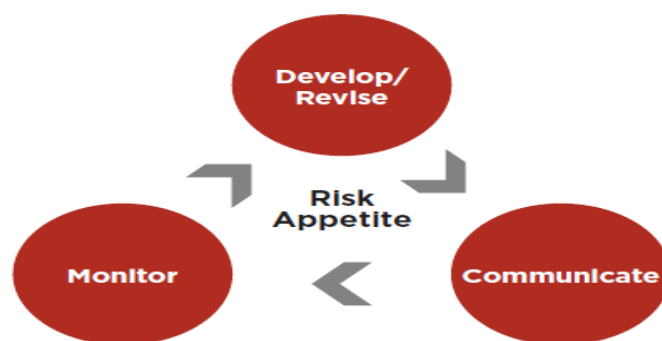 Develop/
Revise
Risk
Appetite
Monitor
Communicate